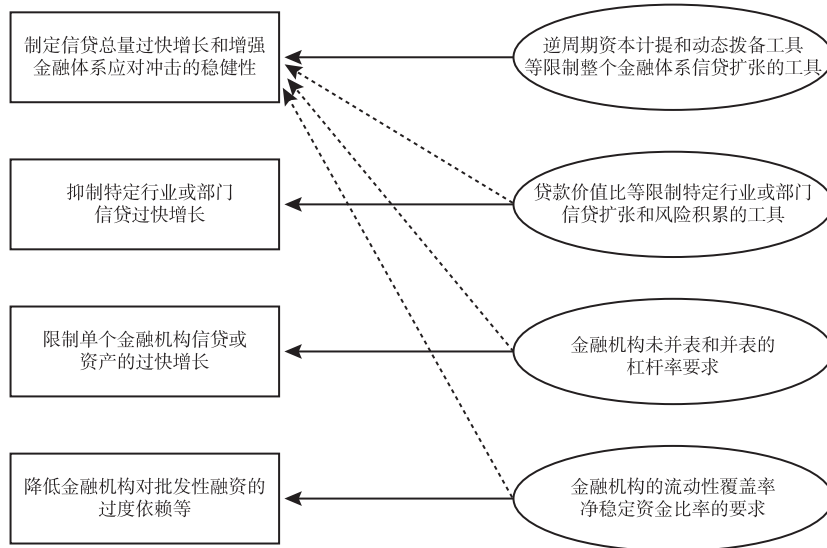 制定信贷总量过快增长和增强
金融体系应对冲击的稳健性
逆周期资本计提和动态拨备工具
等限制整个金融体系信贷扩张的工具
抑制特定行业或部门
信贷过快增长
贷款价值比等限制特定行业或部门
信贷扩张和风险积累的工具
限制单个金融机构信贷或
资产的过快增长
金融机构未并表和并表的
杠杆率要求
降低金融机构对批发性融资的
过度依赖等
金融机构的流动性覆盖率
净稳定资金比率的要求